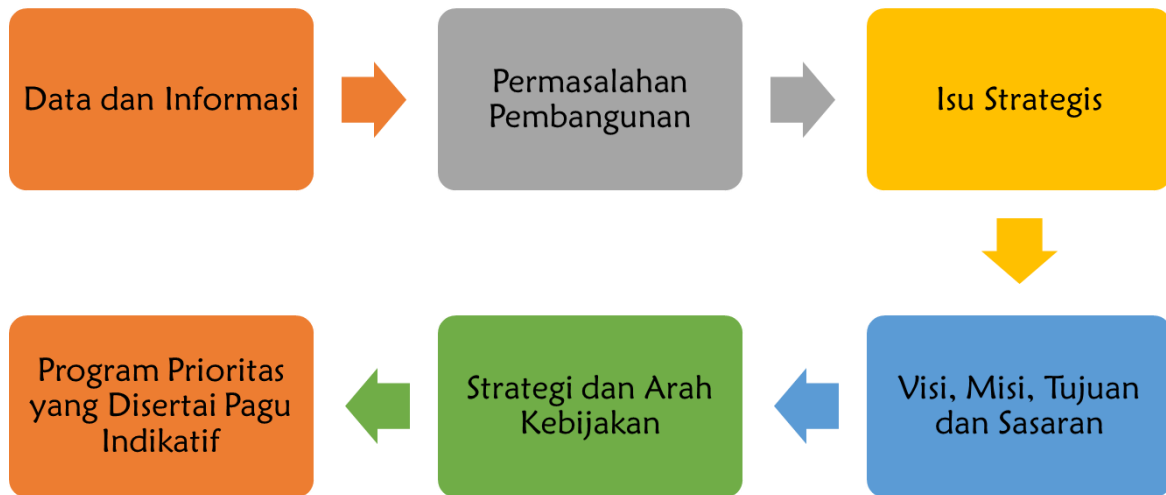 Data dan Informasi
Permasalahan
Pembangunan
Isu Strategis
Visi, Misi, Tujuan
dan Sasaran
Strategi dan Arah
Kebijakan
Program Prioritas
yang Disertai Pagu
Indikatif